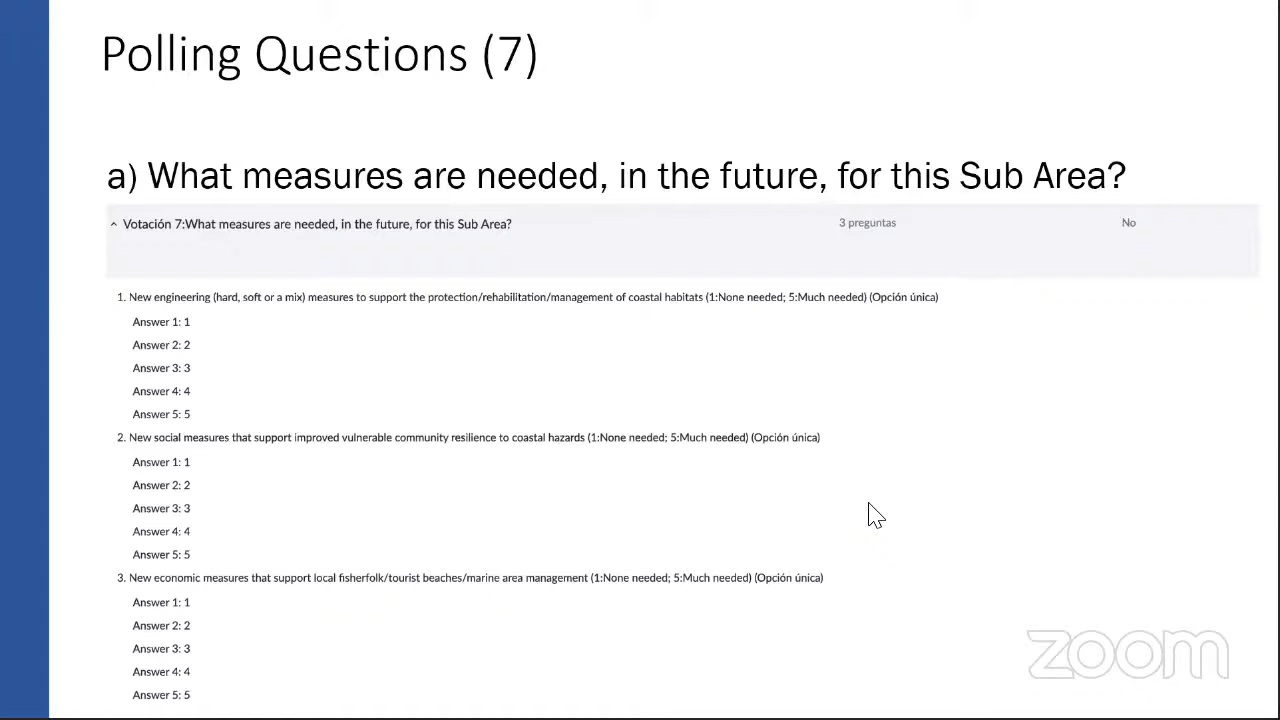 Polling Questions (7)
a) What measures are needed, in the future, for this Sub Area?
Votación 7:What measures are needed, in the future, for this Sub Area? 3 preguntas No
1. New engineering (hard, soft or a mix) measures to support the protection/rehabilitation/management of coastal habitats (1:None needed; 5:Much needed) (Opción única)
Answer 1: 1
Answer 2: 2
Answer 3: 3
Answer 4: 4
Answer 5: 5
2. New social measures that support improved vulnerable community resilience to coastal hazards (1:None needed; 5:Much needed) (Opción única)
Answer 1: 1
Answer 2: 2
Answer 3: 3
Answer 4: 4
Answer 5: 5
3. New economic measures that support local fisherfolk/tourist beaches/marine area management (1:None needed; 5:Much needed) (Opción única)
Answer 1: 1
Answer 2: 2
Answer 3: 3
Answer 4: 4
Answer 5: 5
zoom